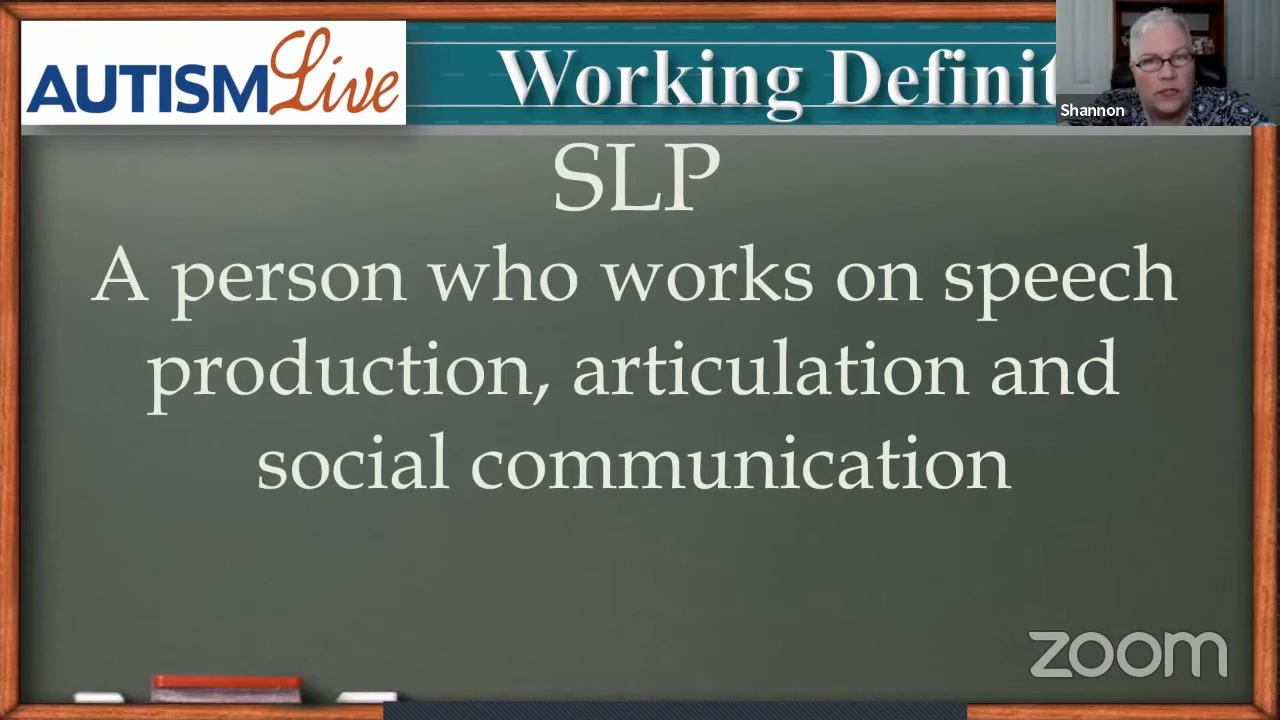 AUTISM Live
Working Definit
Shannon
SLP
A person who works on speech
production, articulation and
social communication
zoom